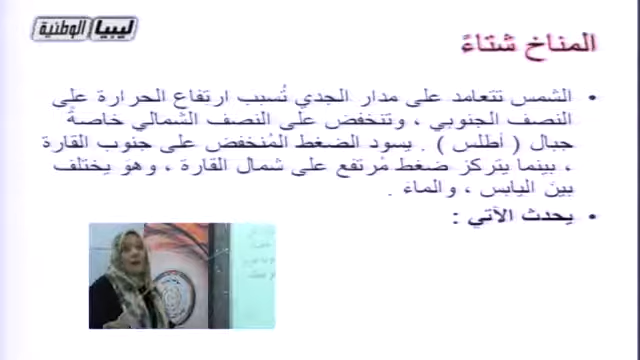 ليبيا الوطنية
المناخ شتاءً
• الشمس تتعامد على مدار الجدي تُسبب ارتفاع الحرارة على
النصف الجنوبي ، وتنخفض على النصف الشمالي خاصةً
جبال ( أطلس ) . يسود الضغط المُنخفض على جنوب القارة
، بينما يتركز ضغط مُرتفع على شمال القارة ، وهوَ يختلف
بينَ اليابس ، والماءَ .
• يحدث الآتي :